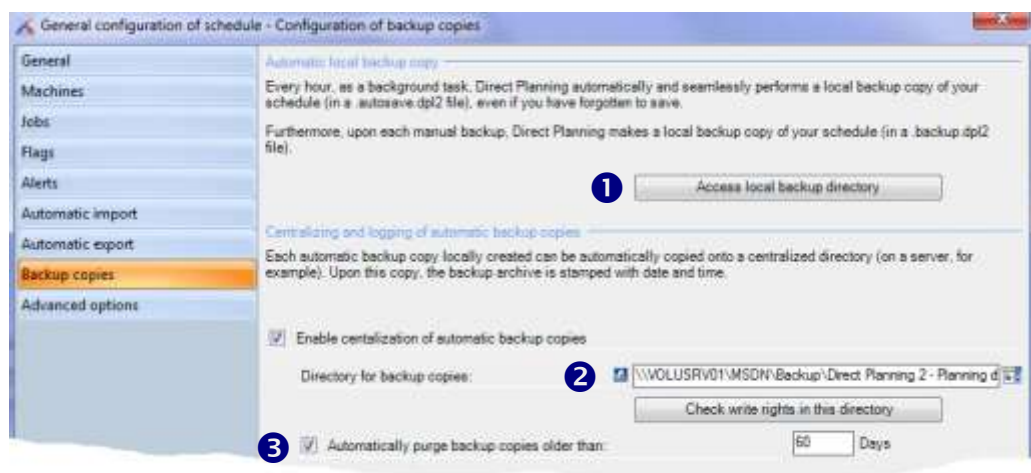 General configuration of schedule - Configuration of backup copies
General
Machines
Jobs
Flags
Alerts
Automatic import
Automatic export
Backup copies
Advanced options
Automatic local backup copy
Every hour, as a background task, Direct Planning automatically and seamlessly performs a local backup copy of your
schedule (in a .autosave.dpl2 file), even if you have forgotten to save.
Furthermore, upon each manual backup, Direct Planning makes a local backup copy of your schedule (in a .backup.dpl2
file).
1 Access local backup directory
Centralizing and logging of automatic backup copies
Each automatic backup copy locally created can be automatically copied onto a centralized directory (on a server, for
example). Upon this copy, the backup archive is stamped with date and time.
Enable centalization of automatic backup copies
Directory for backup copies: 2 \\VOLUSRV01\MSDN\Backup\Direct Planning 2 - Planning d
Check write rights in this directory
3 Automatically purge backup copies older than: 60 Days